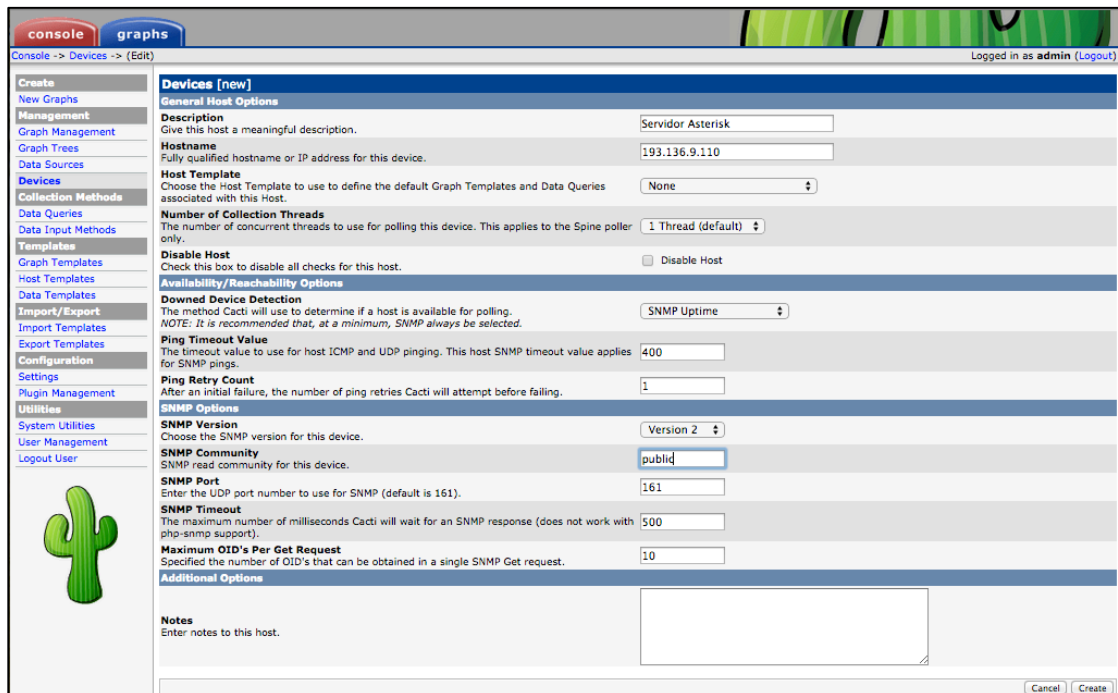 console graphs
Console -> Devices -> (Edit)
Logged in as admin (Logout)
Create
New Graphs
Management
Graph Management
Graph Trees
Data Sources
Devices
Collection Methods
Data Queries
Data Input Methods
Templates
Graph Templates
Host Templates
Data Templates
Import/Export
Import Templates
Export Templates
Configuration
Settings
Plugin Management
Utilities
System Utilities
User Management
Logout User
Devices [new]
General Host Options
Description
Give this host a meaningful description.
Servidor Asterisk
Hostname
Fully qualified hostname or IP address for this device.
193.136.9.110
Host Template
Choose the Host Template to use to define the default Graph Templates and Data Queries
associated with this Host.
None
Number of Collection Threads
The number of concurrent threads to use for polling this device. This applies to the Spine poller
only.
1 Thread (default)
Disable Host
Check this box to disable all checks for this host.
Disable Host
Availability/Reachability Options
Downed Device Detection
The method Cacti will use to determine if a host is available for polling.
NOTE: It is recommended that, at a minimum, SNMP always be selected.
SNMP Uptime
Ping Timeout Value
The timeout value to use for host ICMP and UDP pinging. This host SNMP timeout value applies
for SNMP pings.
400
Ping Retry Count
After an initial failure, the number of ping retries Cacti will attempt before failing.
1
SNMP Options
SNMP Version
Choose the SNMP version for this device.
Version 2
SNMP Community
SNMP read community for this device.
public
SNMP Port
Enter the UDP port number to use for SNMP (default is 161).
161
SNMP Timeout
The maximum number of milliseconds Cacti will wait for an SNMP response (does not work with
php-snmp support).
500
Maximum OID's Per Get Request
Specified the number of OID's that can be obtained in a single SNMP Get request.
10
Additional Options
Notes
Enter notes to this host.
Cancel Create